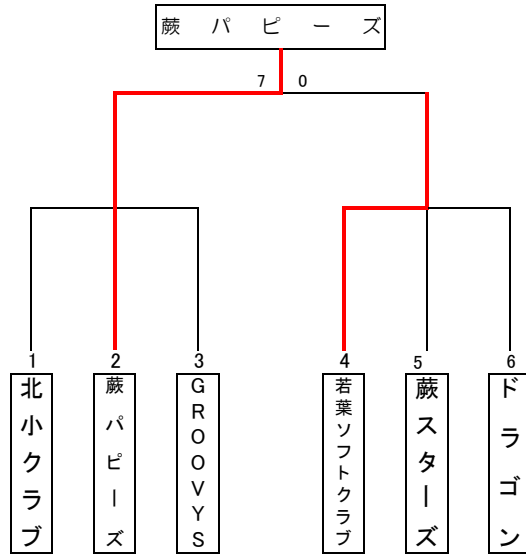 蕨パピーズ
7 0
1 2 3 4 5 6
北小クラブ
蕨パピーズ
GROOVYS
若葉ソフトクラブ
蕨スターズ
ドラゴン